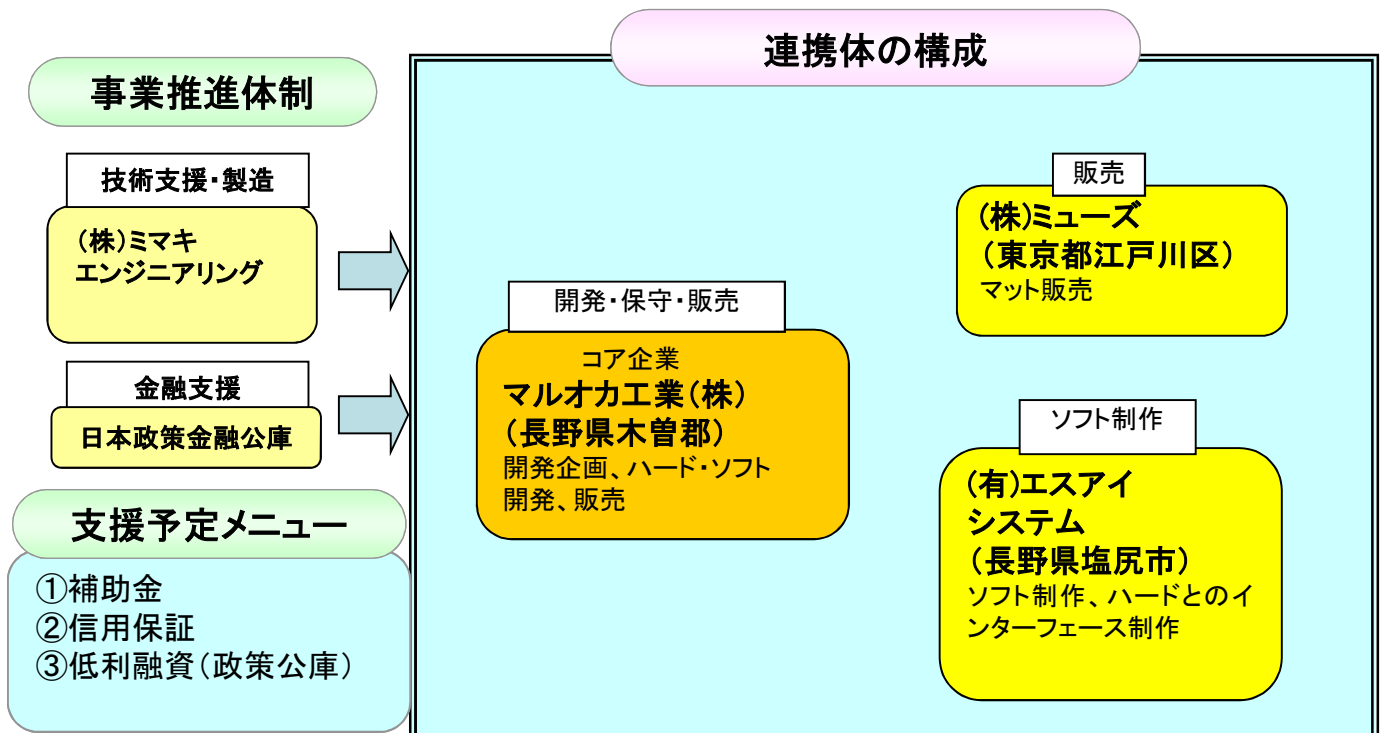 連携体の構成
事業推進体制
技術支援・製造
(株)ミマキ
エンジニアリング
金融支援
日本政策金融公庫
支援予定メニュー
①補助金
②信用保証
③低利融資(政策公庫)
開発・保守・販売
コア企業
マルオカ工業(株)
(長野県木曽郡)
開発企画、ハード・ソフト
開発、販売
販売
(株)ミューズ
(東京都江戸川区)
マット販売
ソフト制作
(有)エスアイ
システム
(長野県塩尻市)
ソフト制作、ハードとのイ
ンターフェース制作